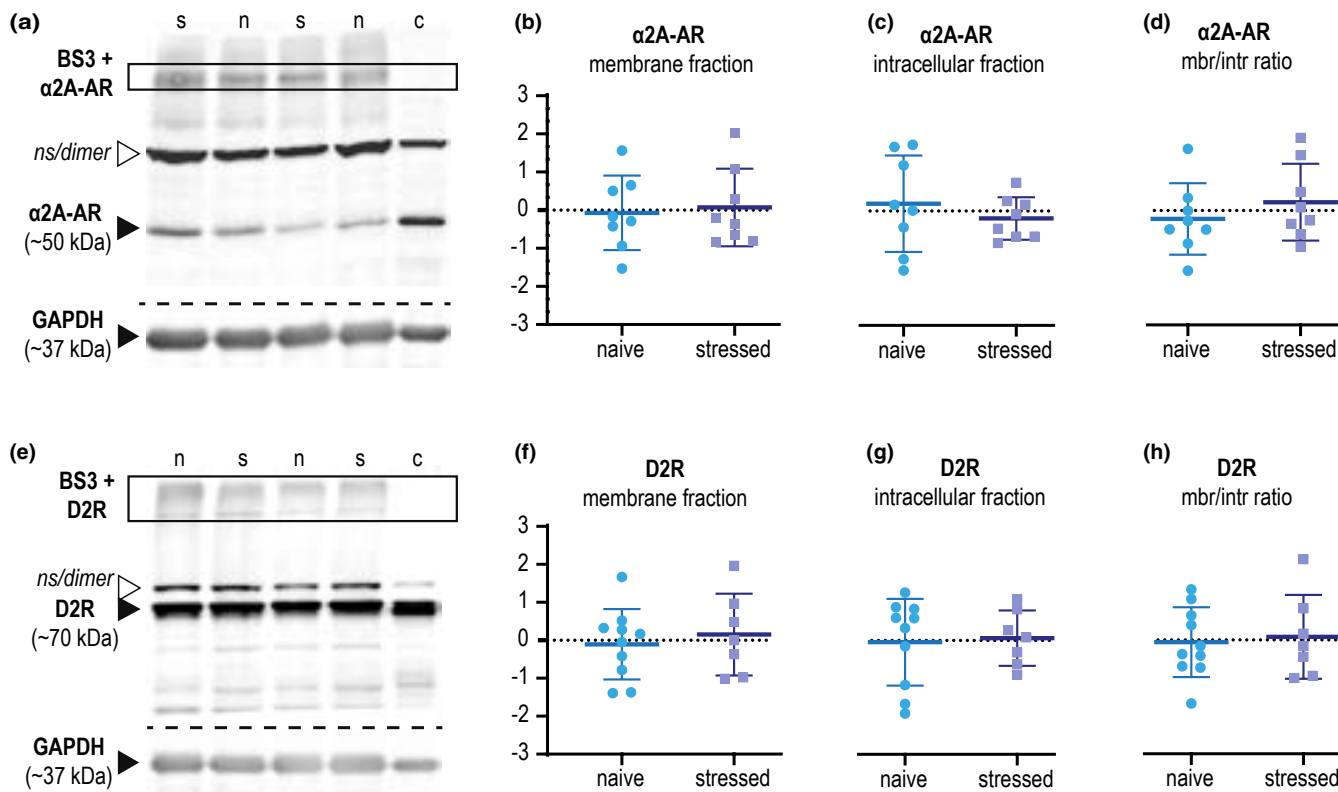 (a)
s n s n c
BS3 +
α2A-AR
ns/dimer
α2A-AR
(~50 kDa)
GAPDH
(~37 kDa)
(b)
α2A-AR
membrane fraction
3
2
1
0
-1
-2
-3
naive stressed
(c)
α2A-AR
intracellular fraction
naive stressed
(d)
α2A-AR
mbr/intr ratio
naive stressed
(e)
n s n s c
BS3 +
D2R
ns/dimer
D2R
(~70 kDa)
GAPDH
(~37 kDa)
(f)
D2R
membrane fraction
3
2
1
0
-1
-2
-3
naive stressed
(g)
D2R
intracellular fraction
naive stressed
(h)
D2R
mbr/intr ratio
naive stressed